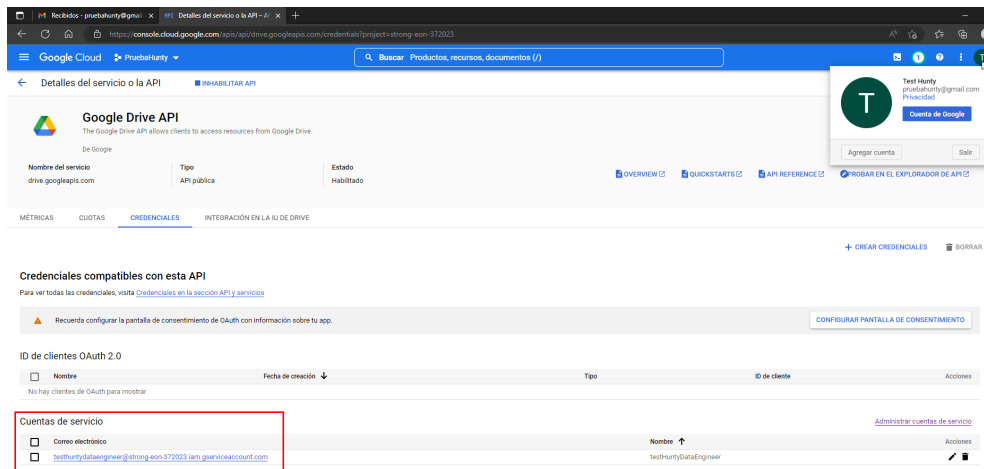 Recibidos - pruebahunty@gmail
API Detalles del servicio o la API – A
https://console.cloud.google.com/apis/api/drive.googleapis.com/credentials?project=strong-eon-372023
Google Cloud PruebaHunty Buscar Productos, recursos, documentos (/) 1
Detalles del servicio o la API INHABILITAR API
Test Hunty
pruebahunty@gmail.com
Privacidad
T
Cuenta de Google
Agregar cuenta Salir
Google Drive API
The Google Drive API allows clients to access resources from Google Drive.
De Google
Nombre del servicio Tipo Estado
drive.googleapis.com API pública Habilitado
OVERVIEW QUICKSTARTS API REFERENCE PROBAR EN EL EXPLORADOR DE API
MÉTRICAS CUOTAS CREDENCIALES INTEGRACIÓN EN LA IU DE DRIVE
+ CREAR CREDENCIALES BORRAR
Credenciales compatibles con esta API
Para ver todas las credenciales, visita Credenciales en la sección API y servicios
Recuerda configurar la pantalla de consentimiento de OAuth con información sobre tu app. CONFIGURAR PANTALLA DE CONSENTIMIENTO
ID de clientes OAuth 2.0
Nombre Fecha de creación Tipo ID de cliente Acciones
No hay clientes de OAuth para mostrar
Cuentas de servicio Administrar cuentas de servicio
Correo electrónico Nombre Acciones
testhuntydataengineer@strong-eon-372023.iam.gserviceaccount.com testHuntyDataEngineer